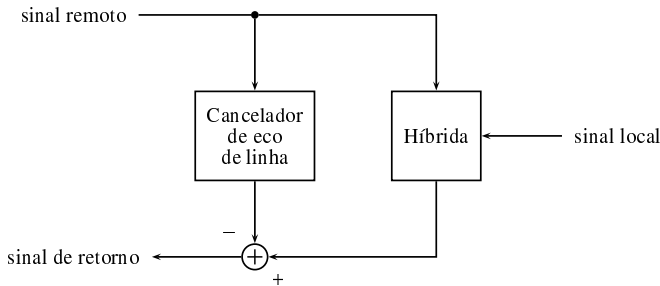 sinal remoto
Cancelador
de eco
de linha
Híbrida
sinal local
−
sinal de retorno
+